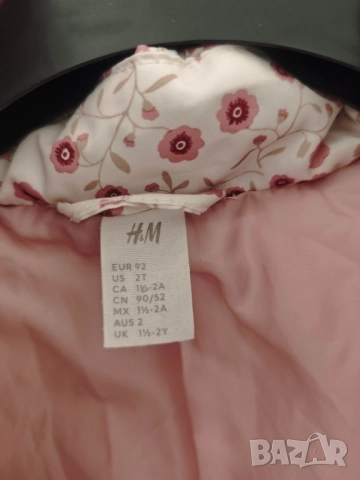 H&M
EUR 92
US 2T
CA 1½-2A
CN 90/52
MX 1½-2A
AUS 2
UK 1½-2Y
BAZAR